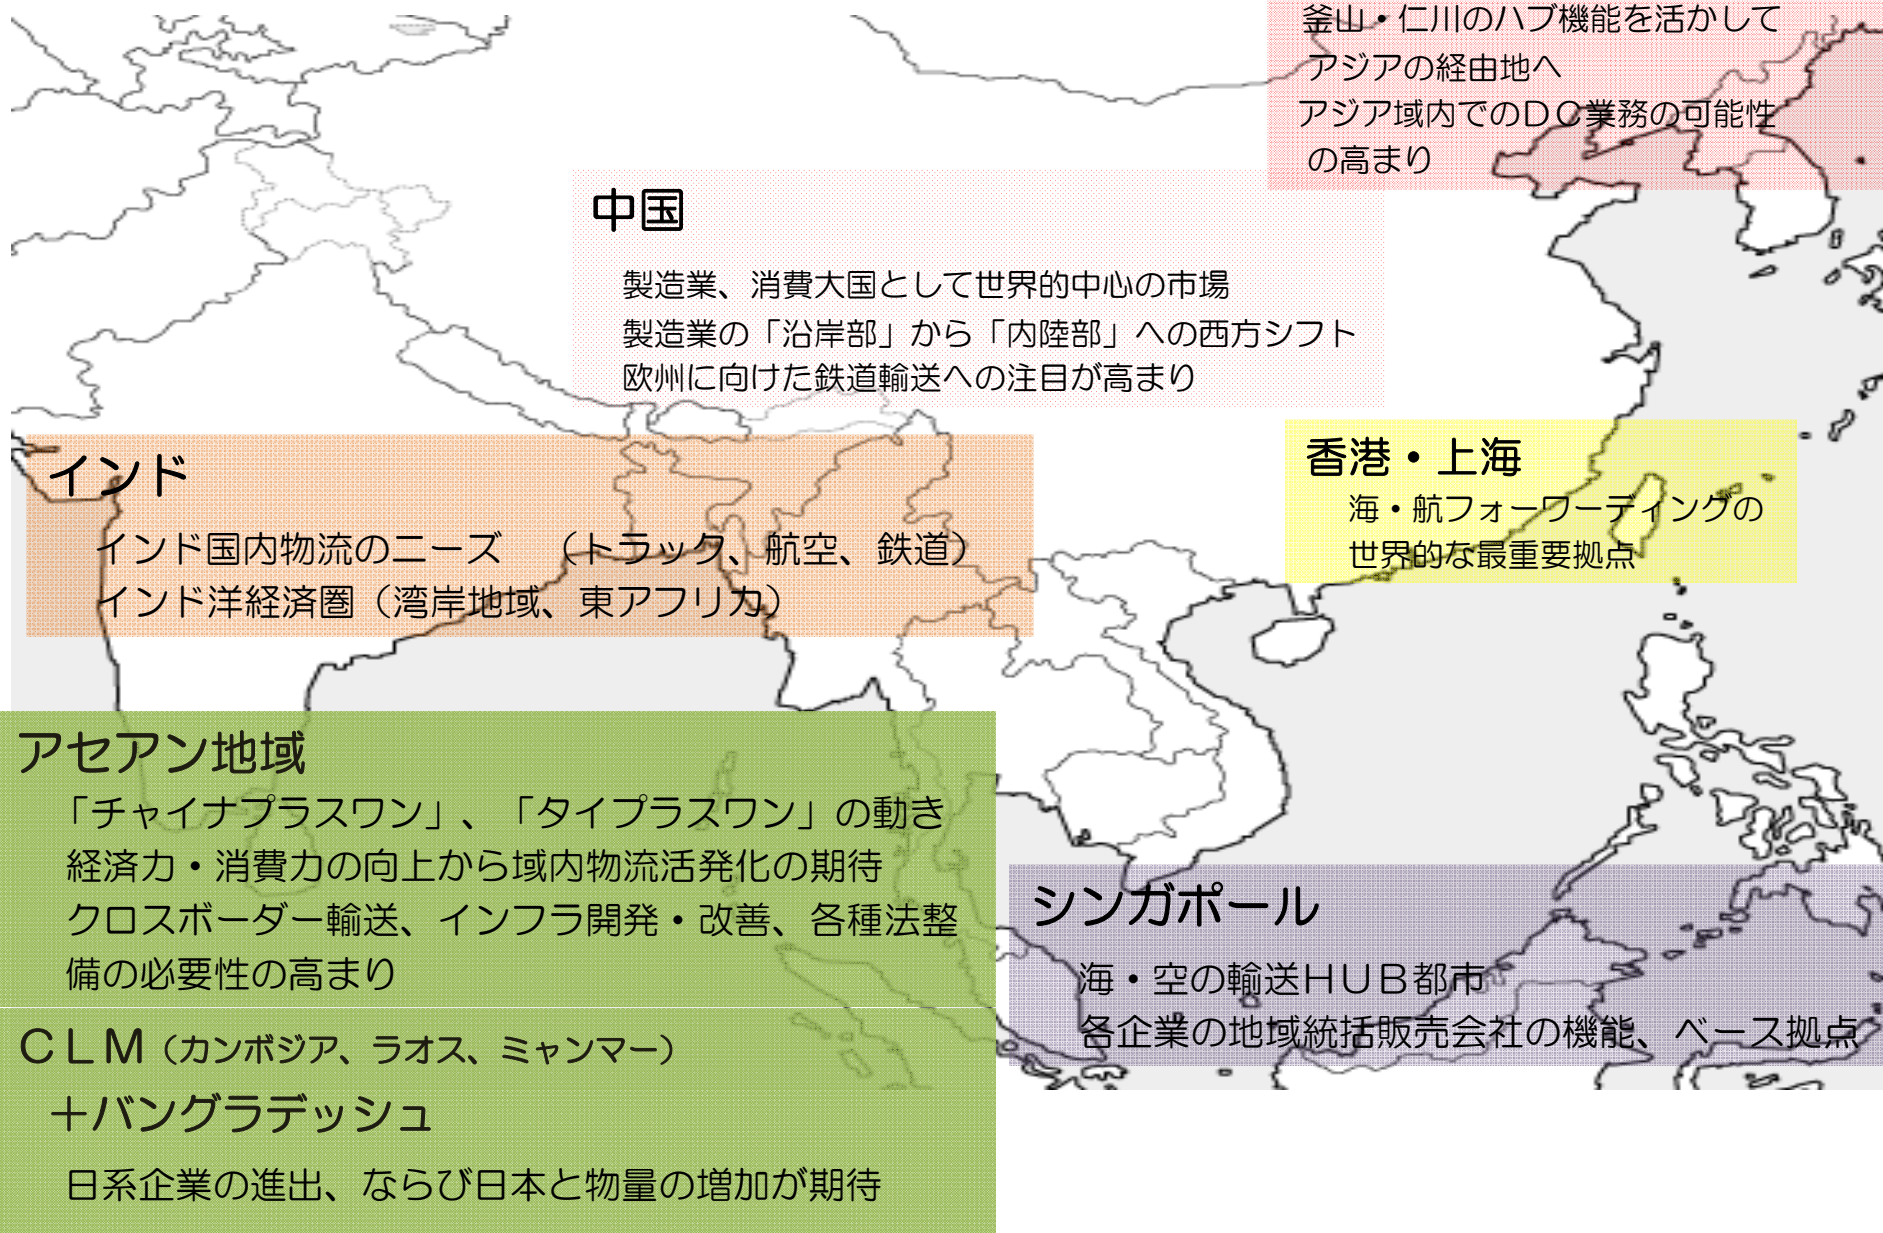 釜山・仁川のハブ機能を活かして
アジアの経由地へ
アジア域内でのＤＣ業務の可能性
の高まり
中国
製造業、消費大国として世界的中心の市場
製造業の「沿岸部」から「内陸部」への西方シフト
欧州に向けた鉄道輸送への注目が高まり
香港・上海
海・航フォーワーディングの
世界的な最重要拠点
インド
インド国内物流のニーズ　（トラック、航空、鉄道）
インド洋経済圏（湾岸地域、東アフリカ）
アセアン地域
「チャイナプラスワン」、「タイプラスワン」の動き
経済力・消費力の向上から域内物流活発化の期待
クロスボーダー輸送、インフラ開発・改善、各種法整
備の必要性の高まり
シンガポール
海・空の輸送ＨＵＢ都市
各企業の地域統括販売会社の機能、ベース拠点
ＣＬＭ（カンボジア、ラオス、ミャンマー）
＋バングラデッシュ
日系企業の進出、ならび日本と物量の増加が期待